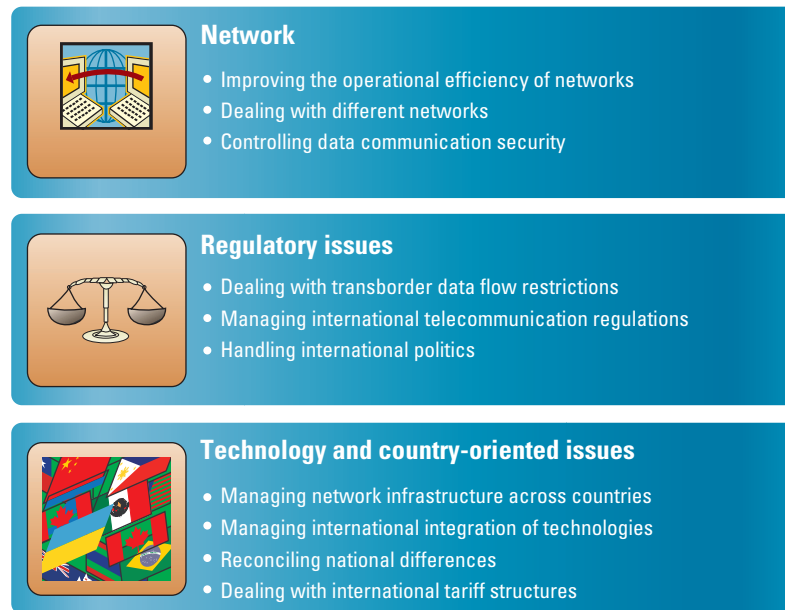 Network
• Improving the operational efficiency of networks
• Dealing with different networks
• Controlling data communication security
Regulatory issues
• Dealing with transborder data flow restrictions
• Managing international telecommunication regulations
• Handling international politics
Technology and country-oriented issues
• Managing network infrastructure across countries
• Managing international integration of technologies
• Reconciling national differences
• Dealing with international tariff structures